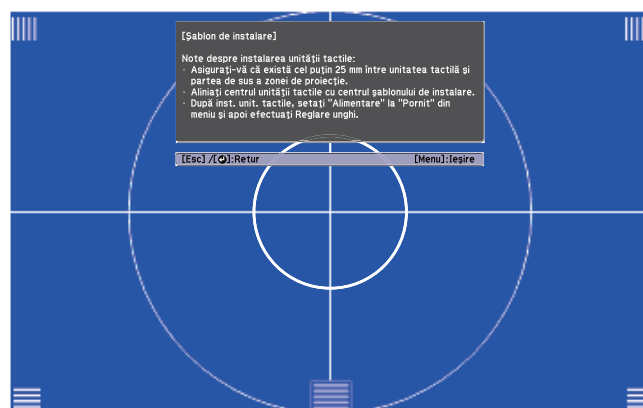 [Şablon de instalare]
Note despre instalarea unităţii tactile:
· Asiguraţi-vă că există cel puţin 25 mm între unitatea tactilă şi
partea de sus a zonei de proiecţie.
· Aliniaţi centrul unităţii tactile cu centrul şablonului de instalare.
· După inst. unit. tactile, setaţi "Alimentare" la "Pornit" din
meniu şi apoi efectuaţi Reglare unghi.
[Esc] /[⏎]:Retur [Menu]:Ieşire